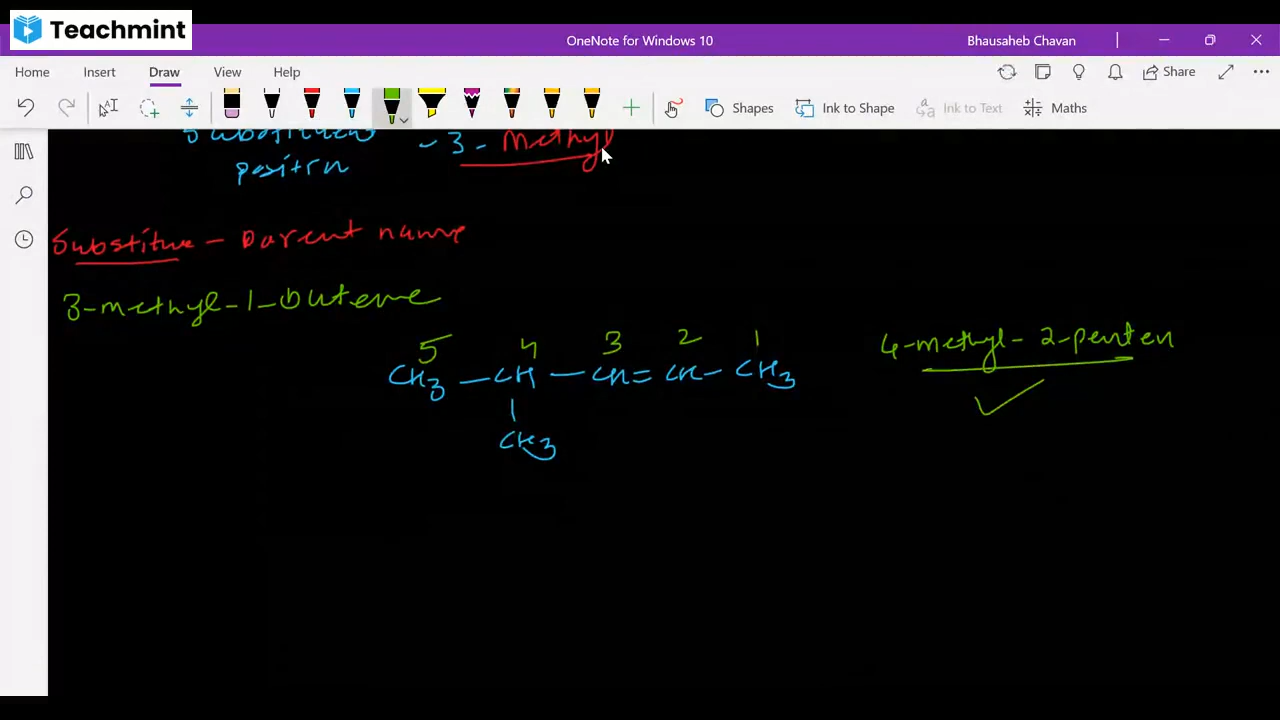 Teachmint
OneNote for Windows 10
Bhausaheb Chavan
Home Insert Draw View Help
Share
Shapes Ink to Shape Ink to Text Maths
Substituent - 3 - Methyl
positrn
Substitue - Parent name
3-methyl-1-butene
5 4 3 2 1
CH3 — CH — CH = CH - CH3
CH3
4-methyl-2-penten